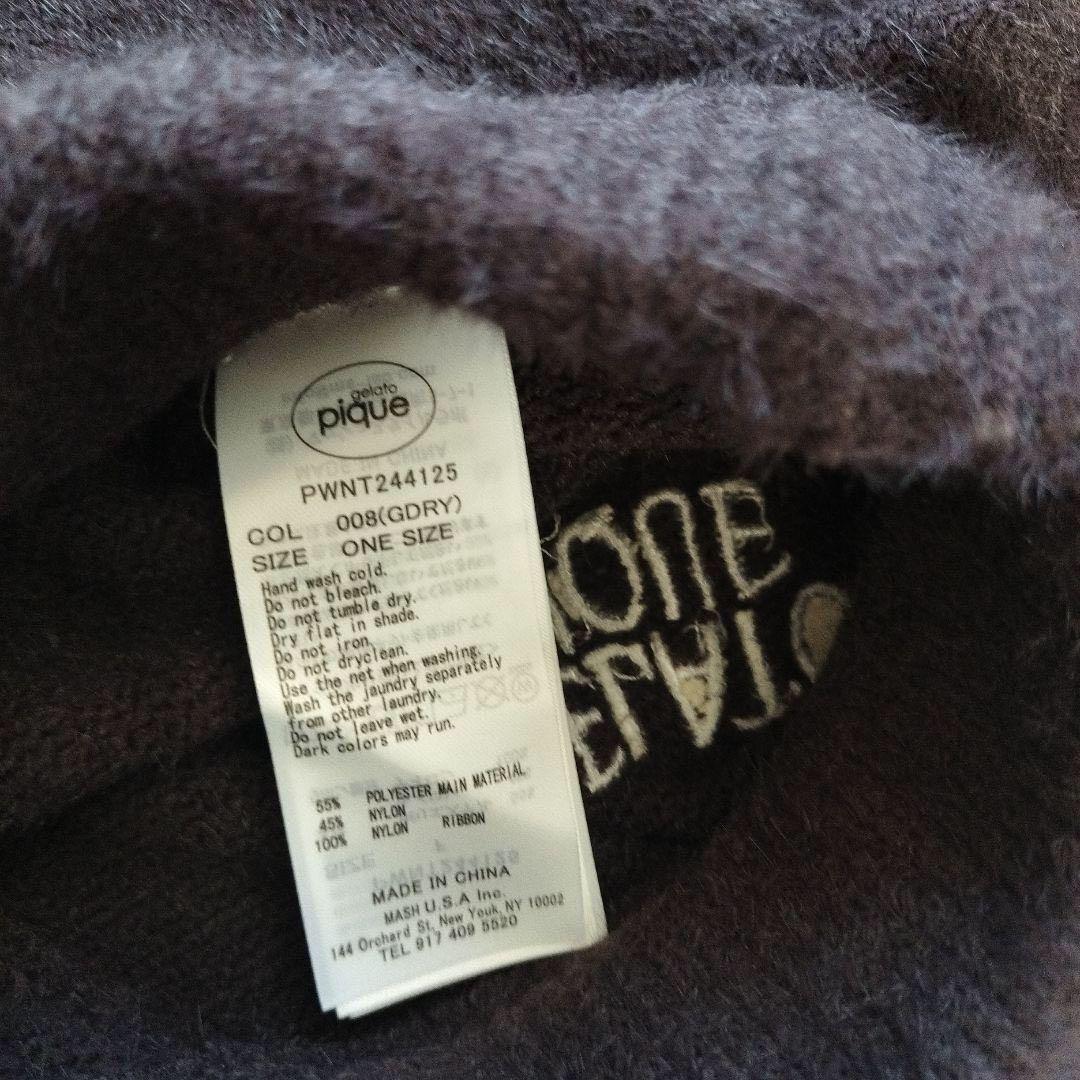 gelato
pique
PWNT244125
COL 008(GDRY)
SIZE ONE SIZE
Hand wash cold.
Do not bleach.
Do not tumble dry.
Dry flat in shade.
Do not iron.
Do not dryclean.
Use the net when washing.
Wash the jaundry separately
from other laundry.
Do not leave wet.
Dark colors may run.
55% POLYESTER MAIN MATERIAL
45% NYLON
100% NYLON RIBBON
MADE IN CHINA
MASH U.S.A Inc.
144 Orchard St, New Youk, NY 10002
TEL 917 409 5520